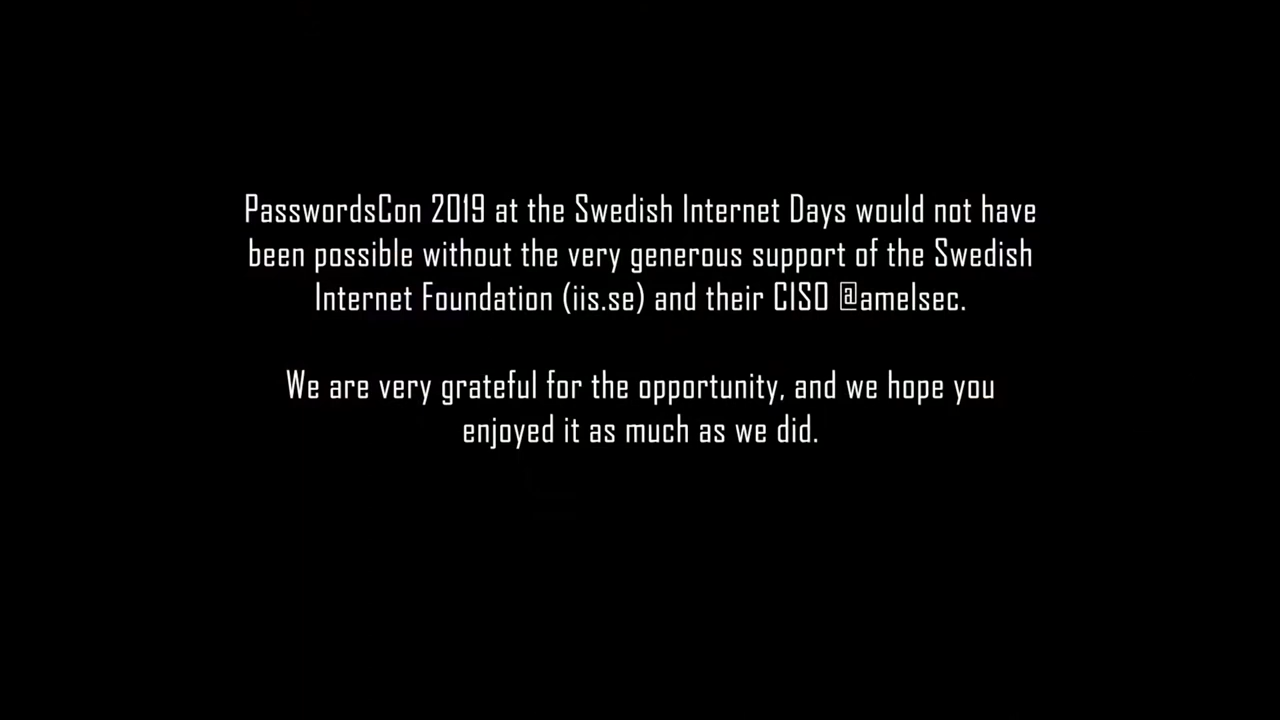 PasswordsCon 2019 at the Swedish Internet Days would not have
been possible without the very generous support of the Swedish
Internet Foundation (iis.se) and their CISO @amelsec.
We are very grateful for the opportunity, and we hope you
enjoyed it as much as we did.